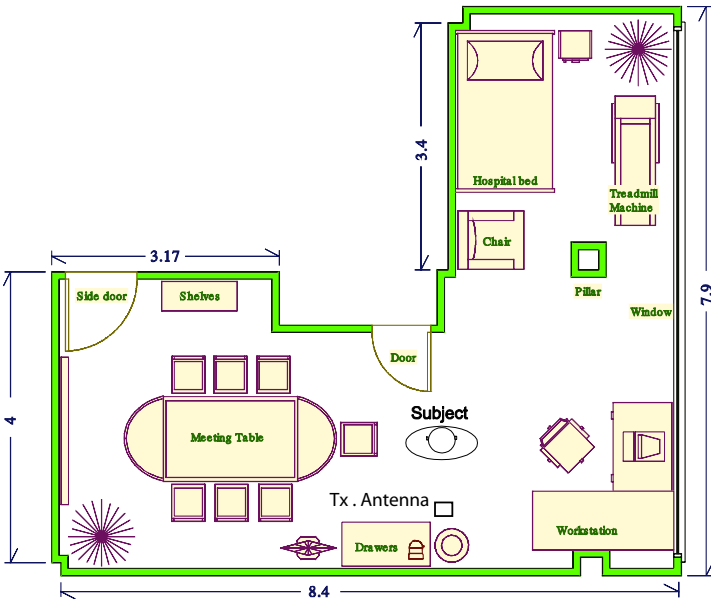 3.4
Hospital bed
Treadmill
Machine
Chair
3.17
7.9
Side door
Shelves
Pillar
Window
Door
4
Subject
Meeting Table
Tx . Antenna
Workstation
Drawers
8.4